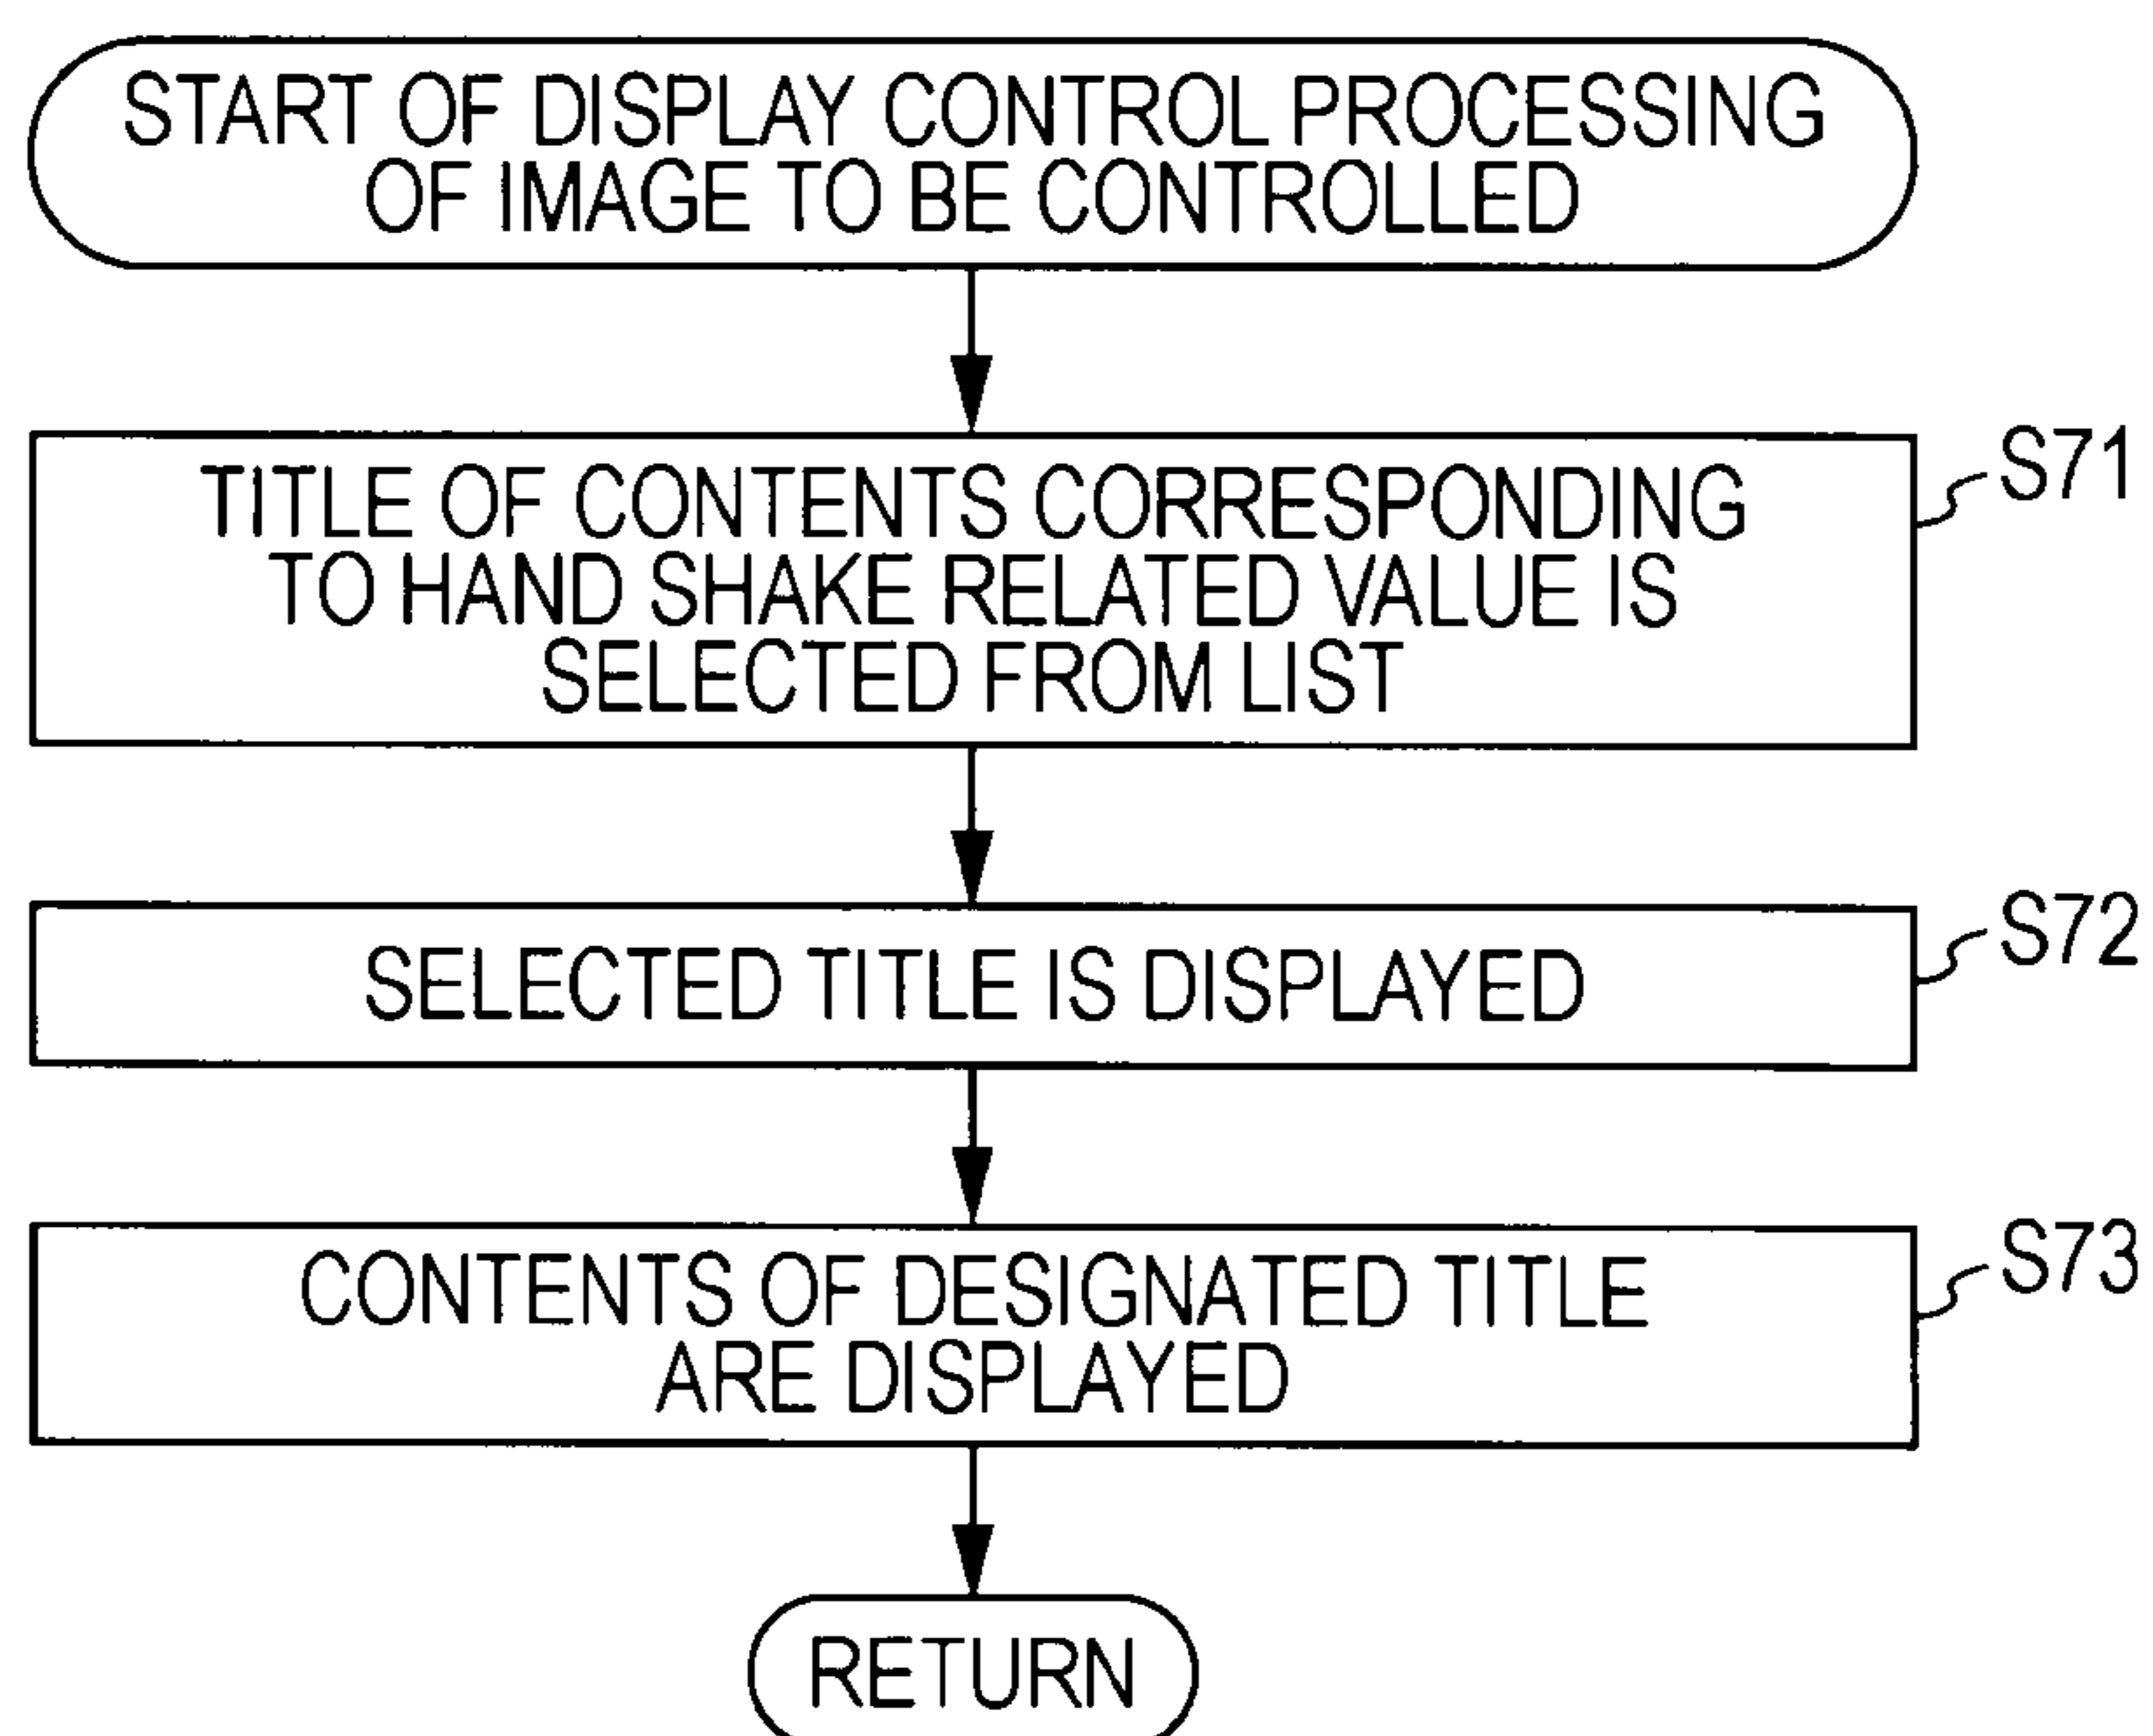 START OF DISPLAY CONTROL PROCESSING
OF IMAGE TO BE CONTROLLED
TITLE OF CONTENTS CORRESPONDING
TO HAND SHAKE RELATED VALUE IS
SELECTED FROM LIST
S71
SELECTED TITLE IS DISPLAYED
S72
CONTENTS OF DESIGNATED TITLE
ARE DISPLAYED
S73
RETURN